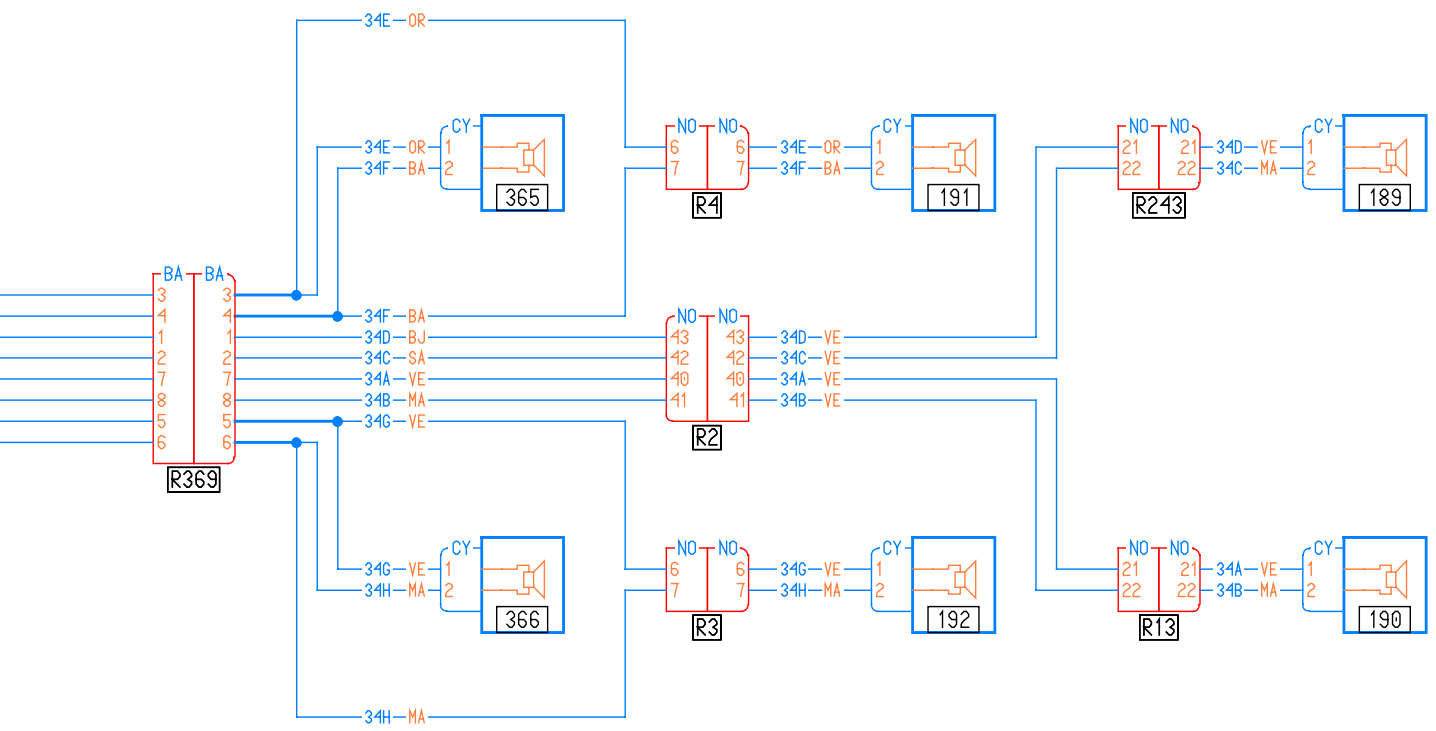 34E OR
CY NO NO CY NO NO CY
34E OR 1 6 6 34E OR 1 21 21 34D VE 1
34F BA 2 7 7 34F BA 2 22 22 34C MA 2
365 R4 191 R243 189
BA BA
3 3
4 4 34F BA NO NO
1 1 34D BJ 43 43 34D VE
2 2 34C SA 42 42 34C VE
7 7 34A VE 40 40 34A VE
8 8 34B MA 41 41 34B VE
5 5 34G VE
6 6 R2
R369
CY NO NO CY NO NO CY
34G VE 1 6 6 34G VE 1 21 21 34A VE 1
34H MA 2 7 7 34H MA 2 22 22 34B MA 2
366 R3 192 R13 190
34H MA